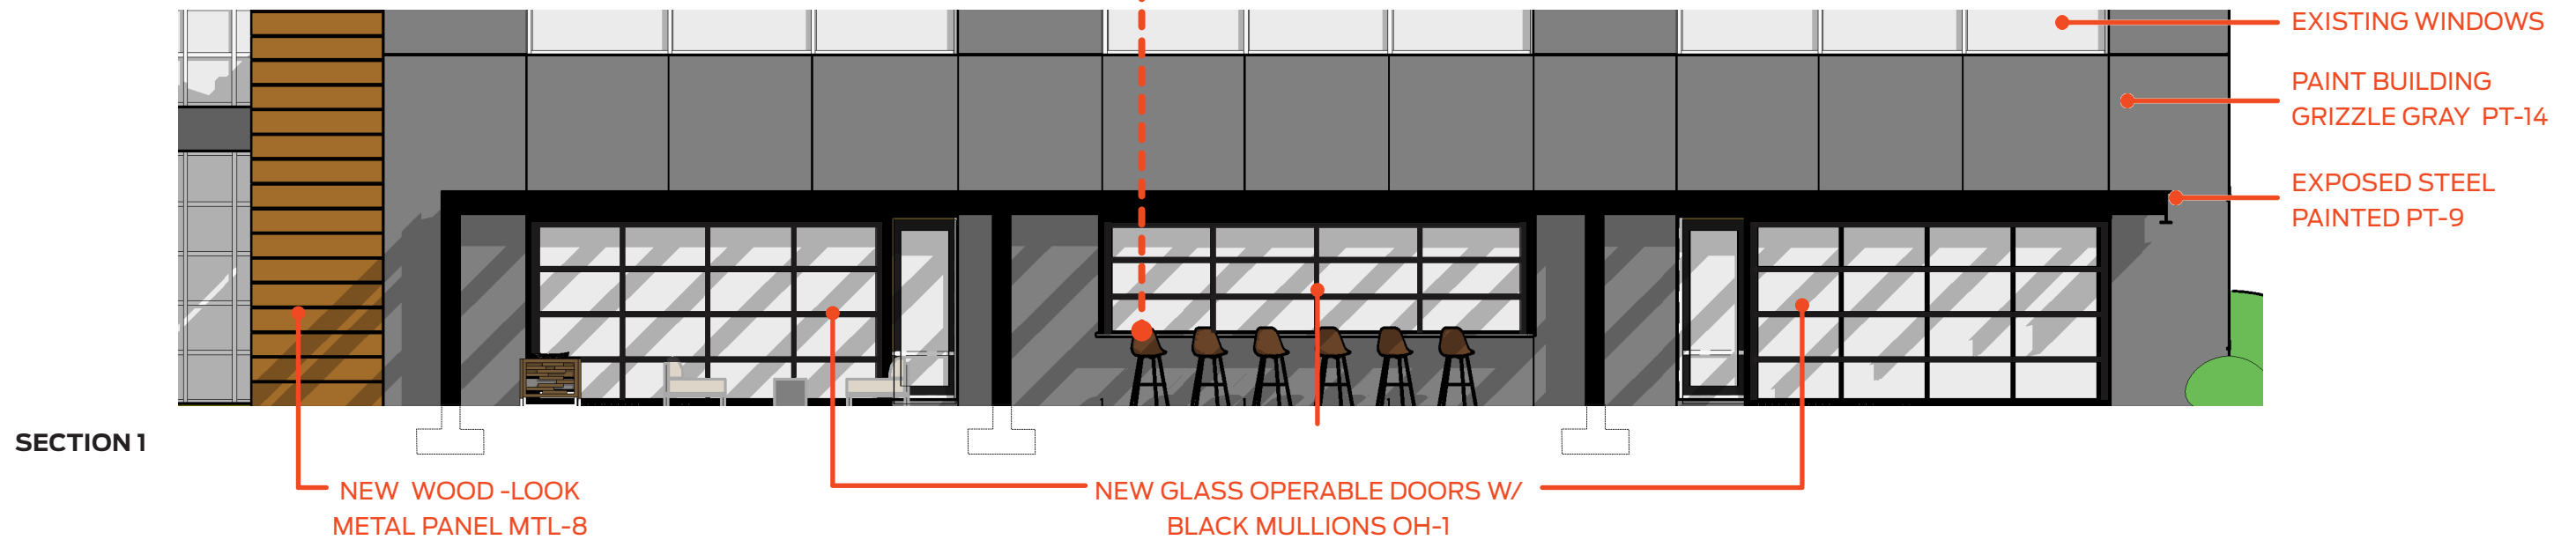 EXISTING WINDOWS
PAINT BUILDING
GRIZZLE GRAY PT-14
EXPOSED STEEL
PAINTED PT-9
SECTION 1
NEW WOOD -LOOK
METAL PANEL MTL-8
NEW GLASS OPERABLE DOORS W/
BLACK MULLIONS OH-1